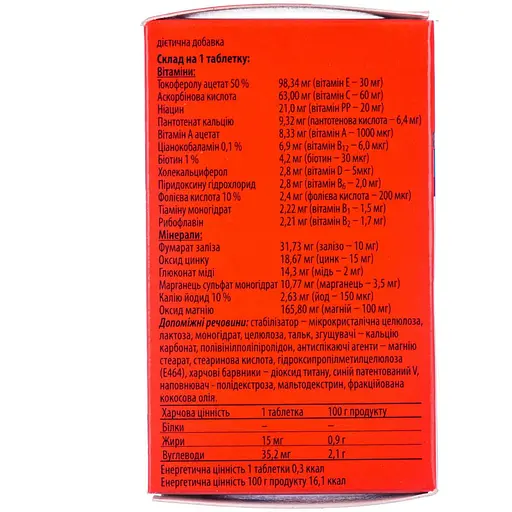 дієтична добавка
Склад на 1 таблетку:
Вітаміни:
Токоферолу ацетат 50 % 98,34 мг (вітамін Е – 30 мг)
Аскорбінова кислота 63,00 мг (вітамін С – 60 мг)
Ніацин 21,0 мг (вітамін РР – 20 мг)
Пантотенат кальцію 9,32 мг (пантотенова кислота – 6,4 мг)
Вітамін А ацетат 8,33 мг (вітамін А – 1000 мкг)
Ціанокобаламін 0,1 % 6,9 мг (вітамін В12 – 6,0 мкг)
Біотин 1 % 4,2 мг (біотин – 30 мкг)
Холекальциферол 2,8 мг (вітамін D – 5мкг)
Піридоксину гідрохлорид 2,8 мг (вітамін В6 – 2,0 мг)
Фолієва кислота 10 % 2,4 мг (фолієва кислота – 200 мкг)
Тіаміну моногідрат 2,22 мг (вітамін В1 – 1,5 мг)
Рибофлавін 2,21 мг (вітамін В2 – 1,7 мг)
Мінерали:
Фумарат заліза 31,73 мг (залізо – 10 мг)
Оксид цинку 18,67 мг (цинк – 15 мг)
Глюконат міді 14,3 мг (мідь – 2 мг)
Марганець сульфат моногідрат 10,77 мг (марганець – 3,5 мг)
Калію йодид 10 % 2,63 мг (йод – 150 мкг)
Оксид магнію 165,80 мг (магній – 100 мг)
Допоміжні речовини: стабілізатор – мікрокристалічна целюлоза,
лактоза, моногідрат, целюлоза, тальк, згущувачі – кальцію
карбонат, полівінілполіпіролідон, антиспікаючі агенти – магнію
стеарат, стеаринова кислота, гідроксипропілметилцелюлоза
(Е464), харчові барвники – діоксид титану, синій патентований V,
наповнювач - полідекстроза, мальтодекстрин, фракційована
кокосова олія.
Харчова цінність 1 таблетка 100 г продукту
Білки – –
Жири 15 мг 0,9 г
Вуглеводи 35,2 мг 2,1 г
Енергетична цінність 1 таблетки 0,3 ккал
Енергетична цінність 100 г продукту 16,1 ккал